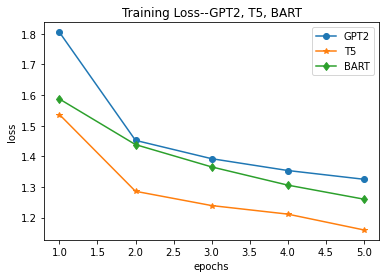 Training Loss--GPT2, T5, BART
GPT2
T5
BART
1.8
1.7
1.6
1.5
1.4
1.3
1.2
loss
1.0 1.5 2.0 2.5 3.0 3.5 4.0 4.5 5.0
epochs